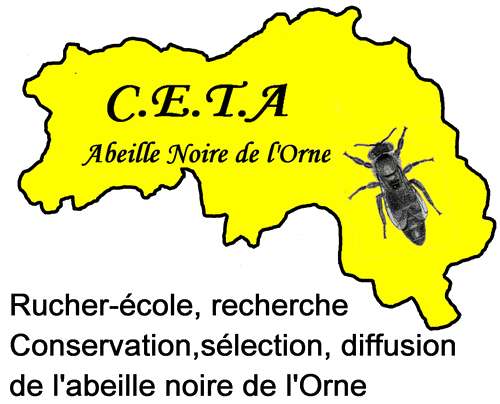 C.E.T.A
Abeille Noire de l'Orne
Rucher-école, recherche
Conservation,sélection, diffusion
de l'abeille noire de l'Orne